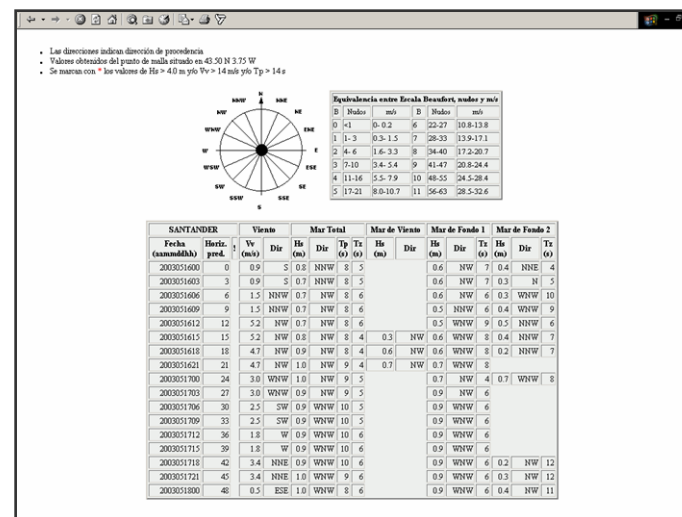 Las direcciones indican dirección de procedencia
Valores obtenidos del punto de malla situado en 43.50 N 3.75 W
Se marcan con * los valores de Hs > 4.0 m y/o Vv > 14 m/s y/o Tp > 14 s
N
NNW NNE
NW NE
WNW ENE
W E
WSW ESE
SW SE
SSW SSE
S
Equivalencia entre Escala Beaufort, nudos y m/s
B Nudos m/s B Nudos m/s
0 <1 0- 0.2 6 22-27 10.8-13.8
1 1- 3 0.3- 1.5 7 28-33 13.9-17.1
2 4- 6 1.6- 3.3 8 34-40 17.2-20.7
3 7-10 3.4- 5.4 9 41-47 20.8-24.4
4 11-16 5.5- 7.9 10 48-55 24.5-28.4
5 17-21 8.0-10.7 11 56-63 28.5-32.6
SANTANDER Viento Mar Total Mar de Viento Mar de Fondo 1 Mar de Fondo 2
Fecha (aammddhh) Horiz. pred. ! Vv (m/s) Dir Hs (m) Dir Tp (s) Tz (s) Hs (m) Dir Hs (m) Dir Tz (s) Hs (m) Dir Tz (s)
2003051600 0 0.9 S 0.8 NNW 8 5 0.6 NW 7 0.4 NNE 4
2003051603 3 0.9 S 0.7 NNW 8 5 0.6 NW 7 0.3 N 5
2003051606 6 1.5 NNW 0.7 NW 8 6 0.6 NW 6 0.3 WNW 10
2003051609 9 1.5 NNW 0.7 NW 8 6 0.5 NNW 6 0.4 WNW 9
2003051612 12 5.2 NW 0.7 NW 8 6 0.5 WNW 9 0.5 NNW 6
2003051615 15 5.2 NW 0.8 NW 8 4 0.3 NW 0.6 WNW 8 0.4 NNW 7
2003051618 18 4.7 NW 0.9 NW 8 4 0.6 NW 0.6 WNW 8 0.2 NNW 7
2003051621 21 4.7 NW 1.0 NW 9 4 0.7 NW 0.7 WNW 8
2003051700 24 3.0 WNW 1.0 NW 9 5 0.7 NW 4 0.7 WNW 8
2003051703 27 3.0 WNW 0.9 NW 9 5 0.9 NW 6
2003051706 30 2.5 SW 0.9 WNW 10 5 0.9 WNW 6
2003051709 33 2.5 SW 0.9 WNW 10 5 0.9 WNW 6
2003051712 36 1.8 W 0.9 WNW 10 6 0.9 WNW 6
2003051715 39 1.8 W 0.9 WNW 10 6 0.9 WNW 6
2003051718 42 3.4 NNE 0.9 WNW 10 6 0.9 WNW 6 0.2 NW 12
2003051721 45 3.4 NNE 1.0 WNW 9 6 0.9 WNW 6 0.3 NW 12
2003051800 48 0.5 ESE 1.0 WNW 8 6 0.9 WNW 6 0.4 NW 11